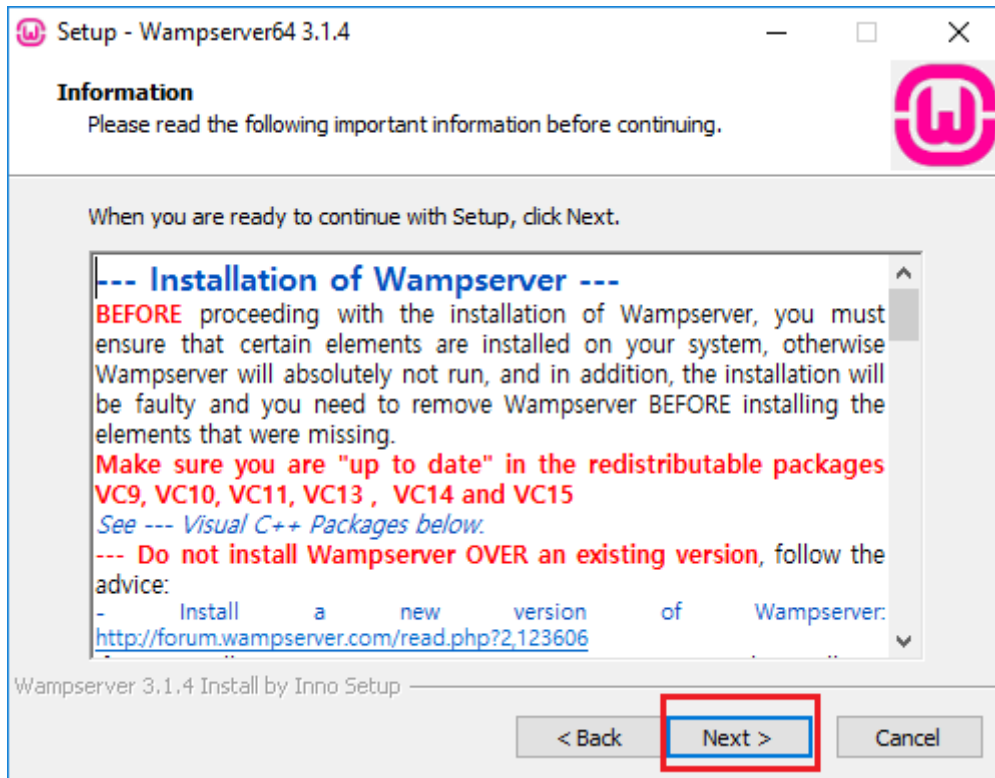 Setup - Wampserver64 3.1.4
Information
Please read the following important information before continuing.
When you are ready to continue with Setup, click Next.
--- Installation of Wampserver ---
BEFORE proceeding with the installation of Wampserver, you must
ensure that certain elements are installed on your system, otherwise
Wampserver will absolutely not run, and in addition, the installation will
be faulty and you need to remove Wampserver BEFORE installing the
elements that were missing.
Make sure you are "up to date" in the redistributable packages
VC9, VC10, VC11, VC13 , VC14 and VC15
See --- Visual C++ Packages below.
--- Do not install Wampserver OVER an existing version, follow the
advice:
- Install a new version of Wampserver:
http://forum.wampserver.com/read.php?2,123606
Wampserver 3.1.4 Install by Inno Setup
< Back Next > Cancel